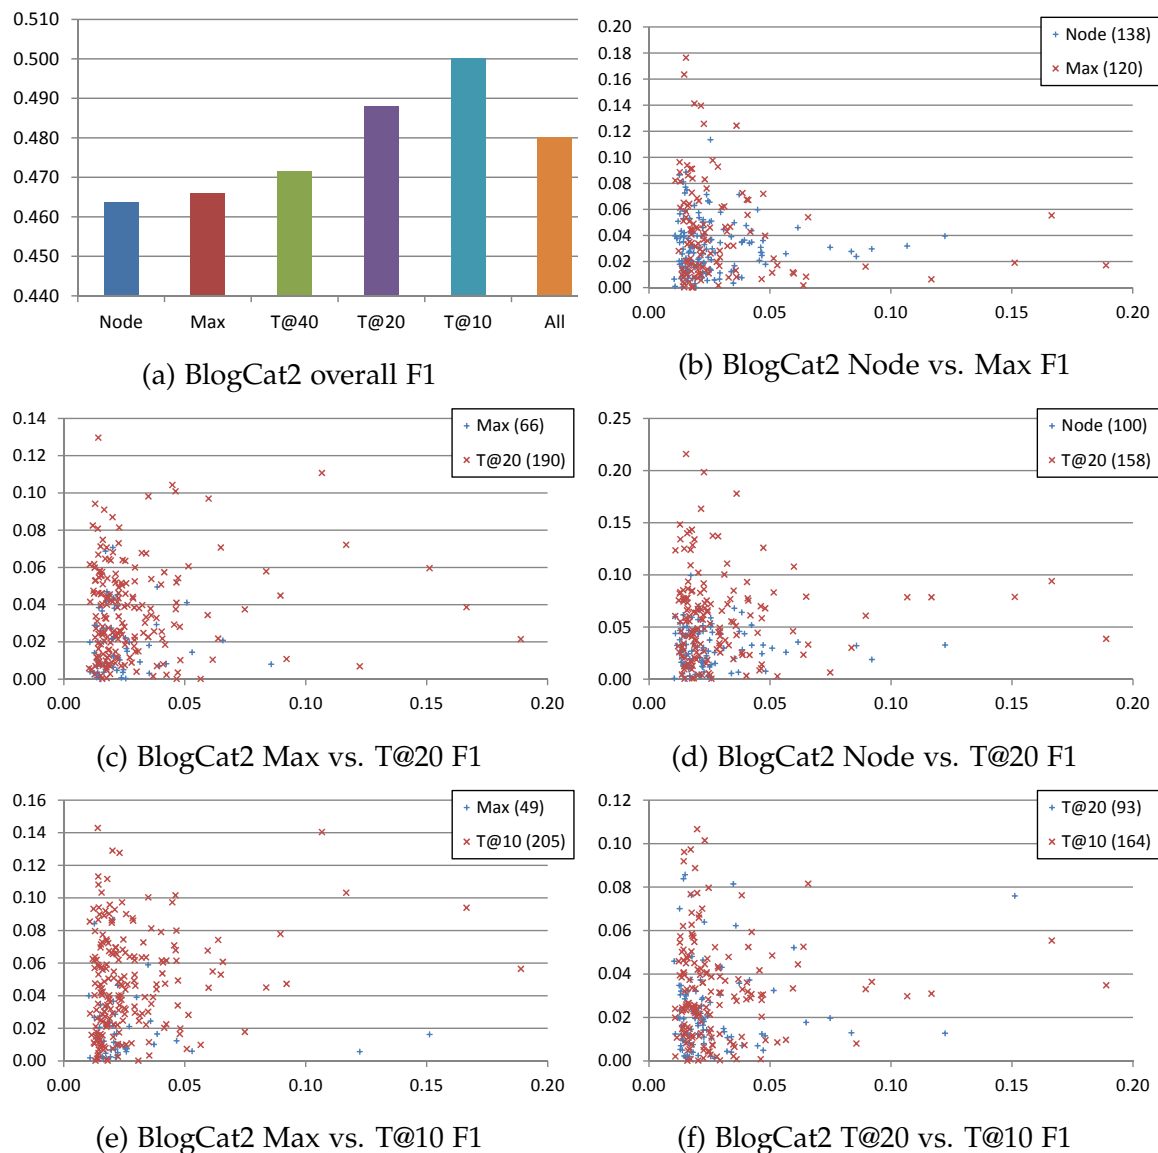 0.510
0.500
0.490
0.480
0.470
0.460
0.450
0.440
Node Max T@40 T@20 T@10 All
(a) BlogCat2 overall F1
0.20
0.18
0.16
0.14
0.12
0.10
0.08
0.06
0.04
0.02
0.00
Node (138)
Max (120)
0.00 0.05 0.10 0.15 0.20
(b) BlogCat2 Node vs. Max F1
0.14
0.12
0.10
0.08
0.06
0.04
0.02
0.00
Max (66)
T@20 (190)
0.00 0.05 0.10 0.15 0.20
(c) BlogCat2 Max vs. T@20 F1
0.25
0.20
0.15
0.10
0.05
0.00
Node (100)
T@20 (158)
0.00 0.05 0.10 0.15 0.20
(d) BlogCat2 Node vs. T@20 F1
0.16
0.14
0.12
0.10
0.08
0.06
0.04
0.02
0.00
Max (49)
T@10 (205)
0.00 0.05 0.10 0.15 0.20
(e) BlogCat2 Max vs. T@10 F1
0.12
0.10
0.08
0.06
0.04
0.02
0.00
T@20 (93)
T@10 (164)
0.00 0.05 0.10 0.15 0.20
(f) BlogCat2 T@20 vs. T@10 F1